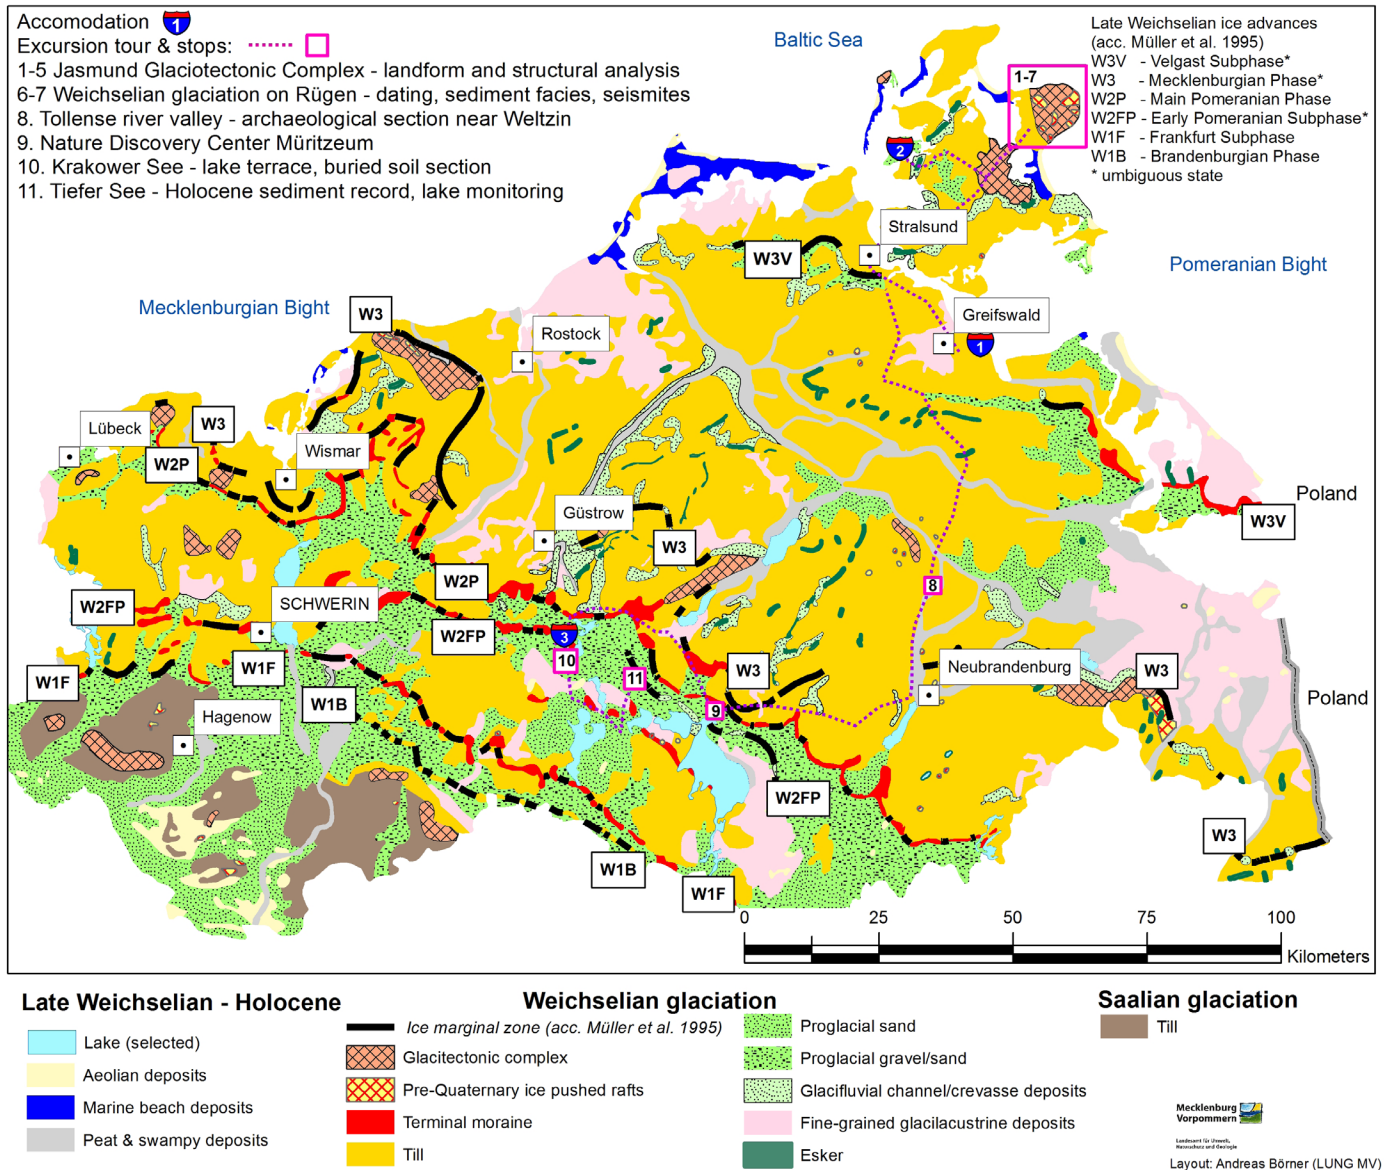 Accomodation 1
Excursion tour & stops:
1-5 Jasmund Glaciotectonic Complex - landform and structural analysis
6-7 Weichselian glaciation on Rügen - dating, sediment facies, seismites
8. Tollense river valley - archaeological section near Weltzin
9. Nature Discovery Center Müritzeum
10. Krakower See - lake terrace, buried soil section
11. Tiefer See - Holocene sediment record, lake monitoring
Baltic Sea
Late Weichselian ice advances
(acc. Müller et al. 1995)
W3V - Velgast Subphase*
W3 - Mecklenburgian Phase*
W2P - Main Pomeranian Phase
W2FP - Early Pomeranian Subphase*
W1F - Frankfurt Subphase
W1B - Brandenburgian Phase
* umbiguous state
1-7
2
Stralsund
W3V
Pomeranian Bight
Mecklenburgian Bight
W3
Rostock
Greifswald
1
Lübeck
W3
Wismar
W2P
Poland
W3V
Güstrow
W3
W2P
8
W2FP
SCHWERIN
W2FP
3
10
W1F
W1F
11
W3
Neubrandenburg
W3
W1B
9
Hagenow
Poland
W2FP
W3
W1B
W1F
0 25 50 75 100
Kilometers
Late Weichselian - Holocene
Lake (selected)
Aeolian deposits
Marine beach deposits
Peat & swampy deposits
Weichselian glaciation
Ice marginal zone (acc. Müller et al. 1995)
Glacitectonic complex
Pre-Quaternary ice pushed rafts
Terminal moraine
Till
Proglacial sand
Proglacial gravel/sand
Glacifluvial channel/crevasse deposits
Fine-grained glacilacustrine deposits
Esker
Saalian glaciation
Till
Mecklenburg
Vorpommern
Landesamt für Umwelt,
Naturschutz und Geologie
Layout: Andreas Börner (LUNG MV)